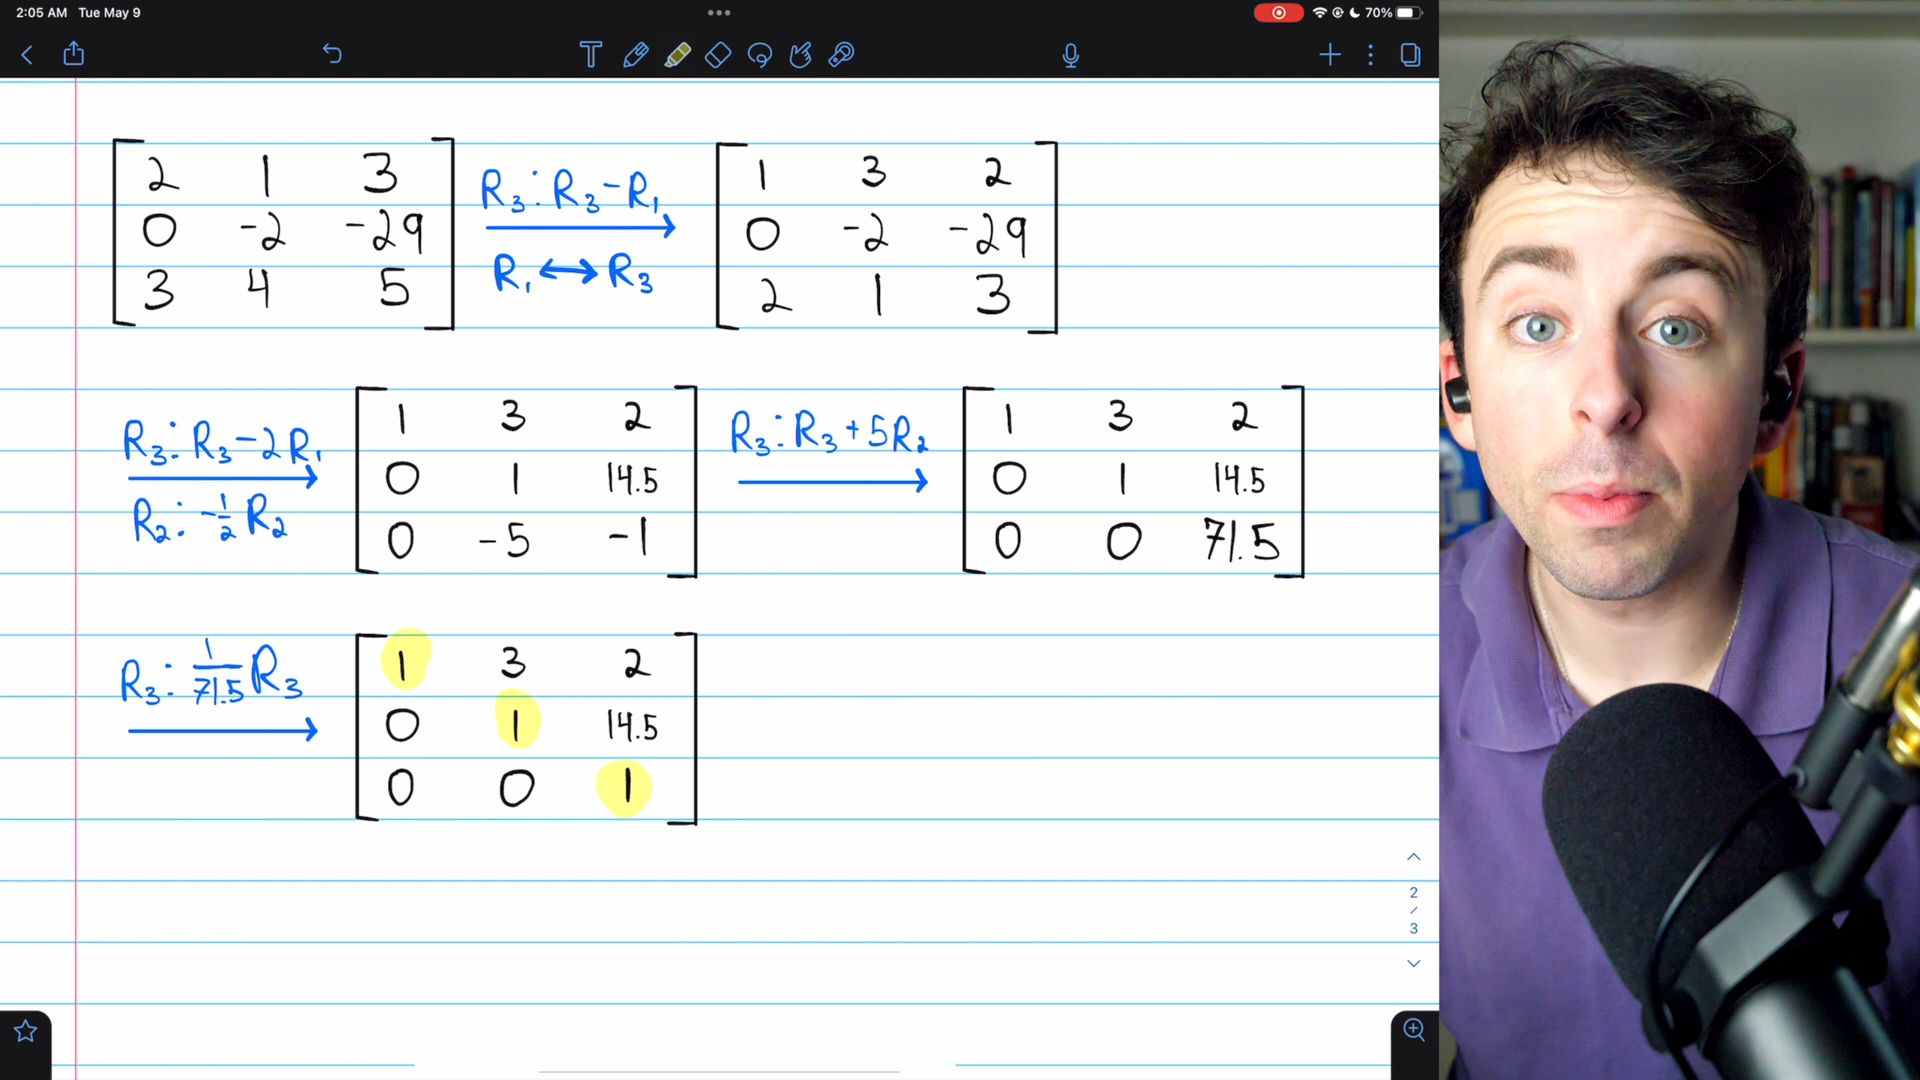 2:05 AM Tue May 9
70%
2 1 3
0 -2 -29
3 4 5
R₃: R₃-R₁
R₁ ↔ R₃
1 3 2
0 -2 -29
2 1 3
R₃: R₃-2R₁
R₂: -1/2 R₂
1 3 2
0 1 14.5
0 -5 -1
R₃: R₃+5R₂
1 3 2
0 1 14.5
0 0 71.5
R₃: 1/71.5 R₃
1 3 2
0 1 14.5
0 0 1
2
/
3